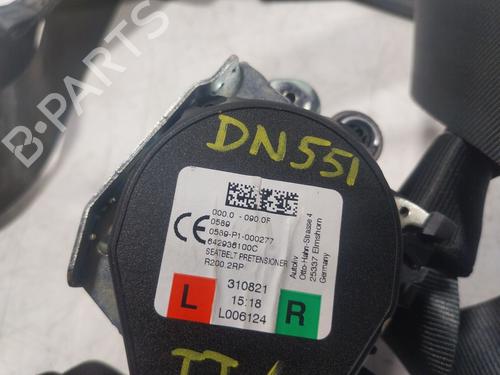 B-PARTS
DN551
000.0 - 090.0F
0589
0589-P1-000277
642936100C
SEATBELT PRETENSIONER
R200.2RP
Autoliv
Otto-Hahn-Strasse 4
25337 Elmshorn
Germany
CE
L
310821
15:18
L006124
R